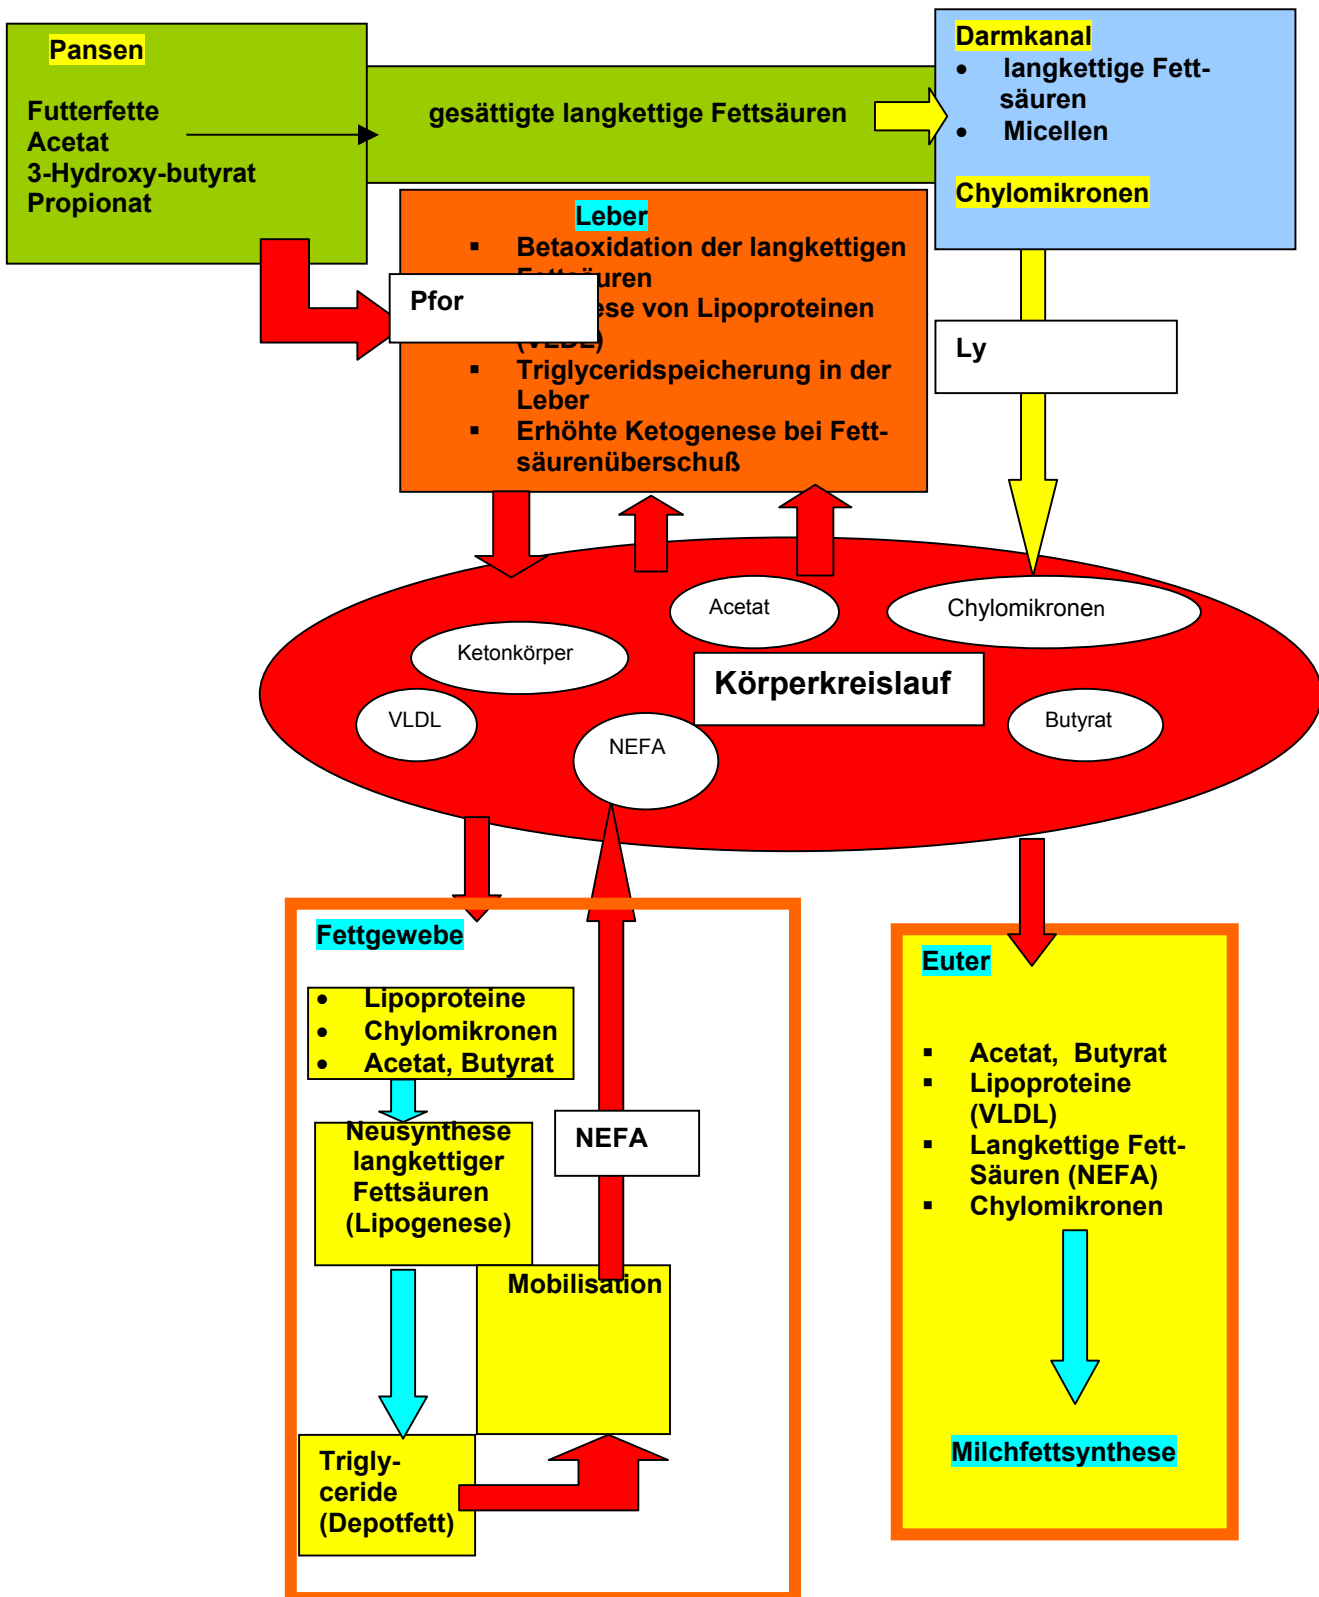 Pansen
Futterfette
Acetat
3-Hydroxy-butyrat
Propionat
gesättigte langkettige Fettsäuren
Darmkanal
• langkettige Fett-
säuren
• Micellen
Chylomikronen
Leber
▪ Betaoxidation der langkettigen
Pfor
von Lipoproteinen
(VLDL)
▪ Triglyceridspeicherung in der
Leber
▪ Erhöhte Ketogenese bei Fett-
säurenüberschuß
Ly
Acetat
Chylomikronen
Ketonkörper
Körperkreislauf
VLDL
NEFA
Butyrat
Fettgewebe
• Lipoproteine
• Chylomikronen
• Acetat, Butyrat
Neusynthese
langkettiger
Fettsäuren
(Lipogenese)
NEFA
Mobilisation
Trigly-
ceride
(Depotfett)
Euter
▪ Acetat, Butyrat
▪ Lipoproteine
(VLDL)
▪ Langkettige Fett-
Säuren (NEFA)
▪ Chylomikronen
Milchfettsynthese